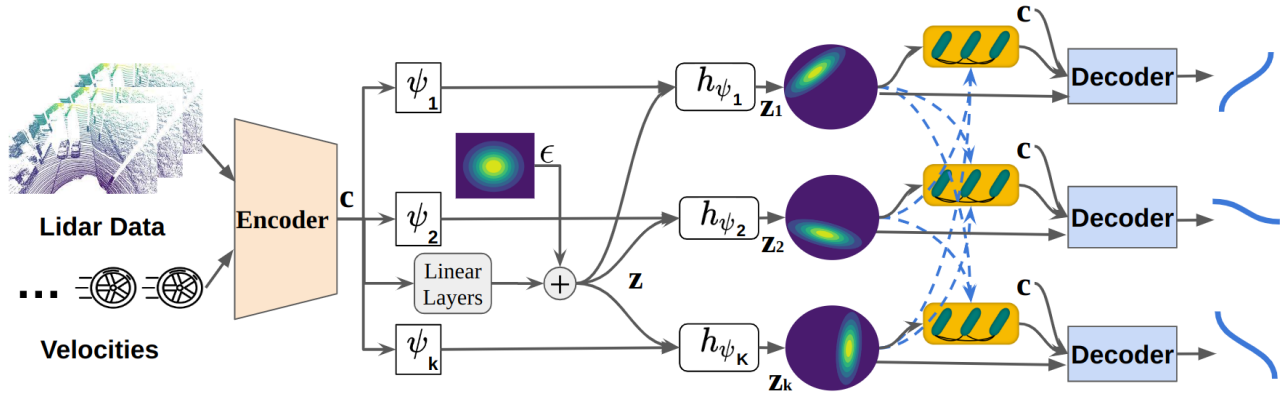 Lidar Data
...
Velocities
Encoder
c
ψ1
ψ2
ψk
ϵ
Linear
Layers
+
z
hψ1
hψ2
hψK
z1
z2
zk
c
Decoder
c
Decoder
c
Decoder